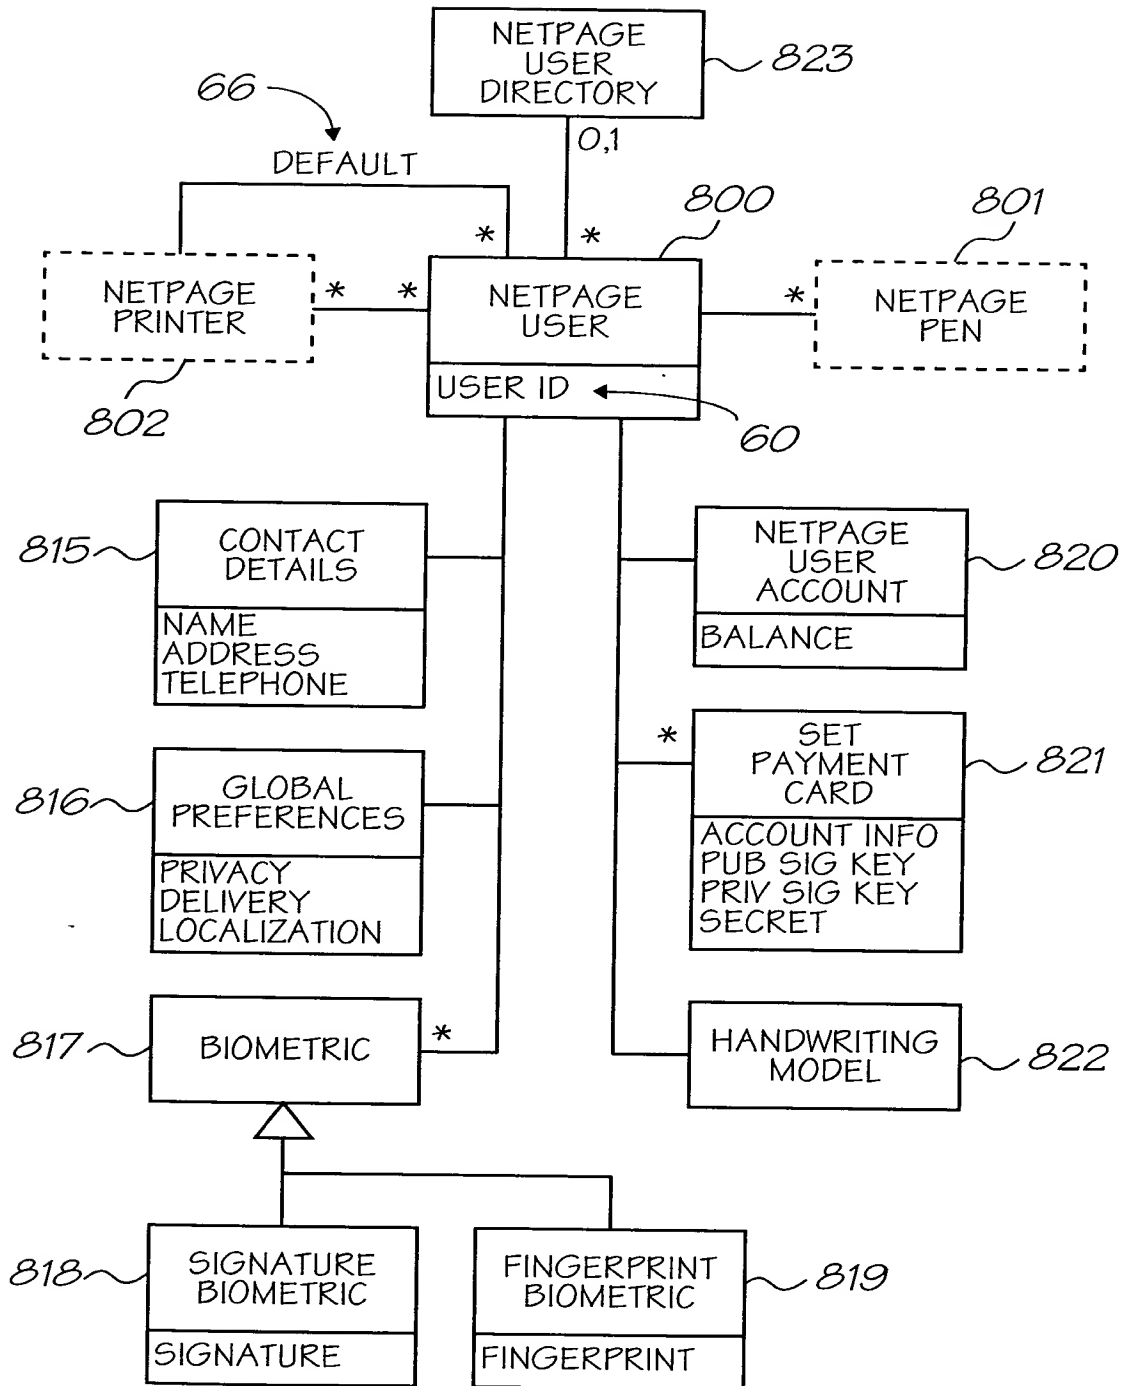 NETPAGE
USER
DIRECTORY
823
66
0,1
DEFAULT
800
801
*
*
NETPAGE
PRINTER
*
*
NETPAGE
USER
*
NETPAGE
PEN
USER ID
802
60
815
CONTACT
DETAILS
NAME
ADDRESS
TELEPHONE
NETPAGE
USER
ACCOUNT
820
BALANCE
816
GLOBAL
PREFERENCES
PRIVACY
DELIVERY
LOCALIZATION
*
SET
PAYMENT
CARD
821
ACCOUNT INFO
PUB SIG KEY
PRIV SIG KEY
SECRET
817
BIOMETRIC
*
HANDWRITING
MODEL
822
818
SIGNATURE
BIOMETRIC
SIGNATURE
FINGERPRINT
BIOMETRIC
819
FINGERPRINT